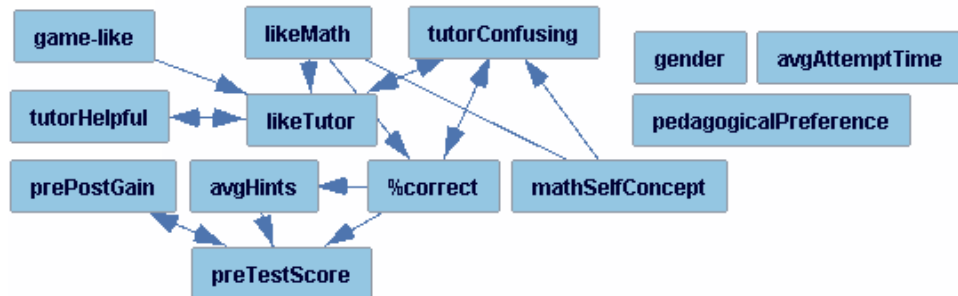 game-like
likeMath
tutorConfusing
gender
avgAttemptTime
tutorHelpful
likeTutor
pedagogicalPreference
prePostGain
avgHints
%correct
mathSelfConcept
preTestScore